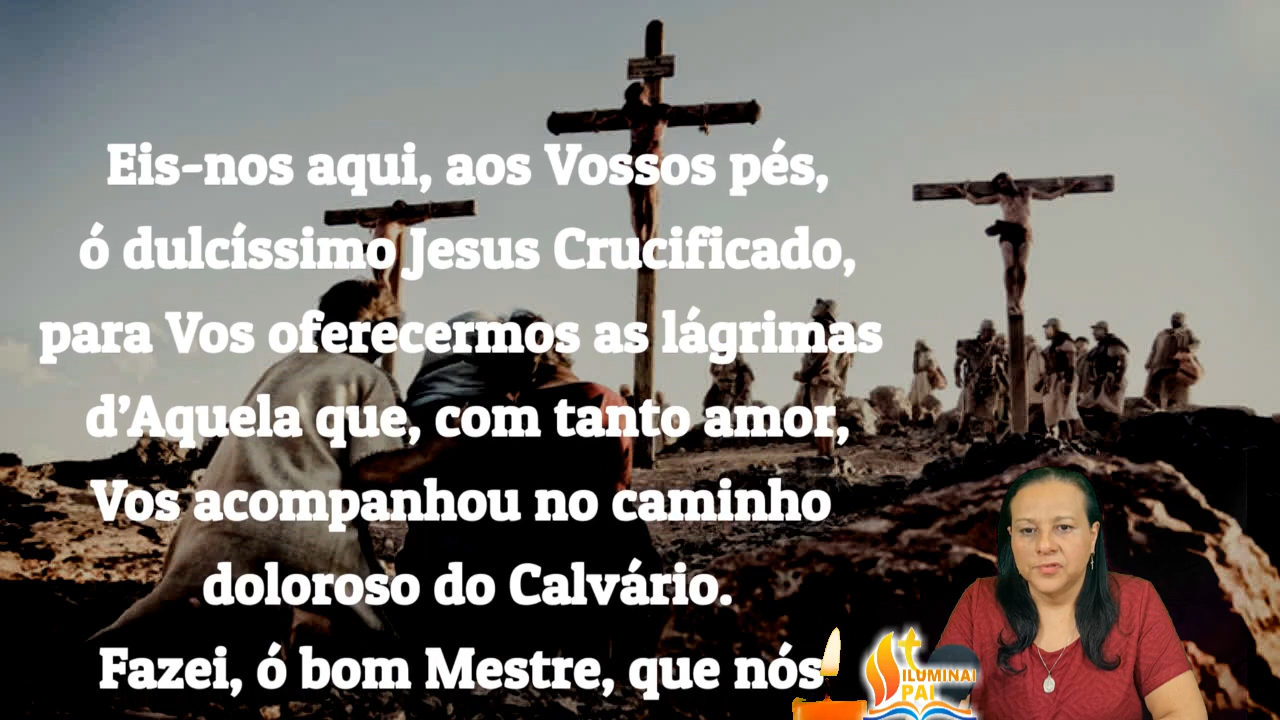 Eis-nos aqui, aos Vossos pés,
ó dulcíssimo Jesus Crucificado,
para Vos oferecermos as lágrimas
d’Aquela que, com tanto amor,
Vos acompanhou no caminho
doloroso do Calvário.
Fazei, ó bom Mestre, que nós
ILUMINAI
PAI